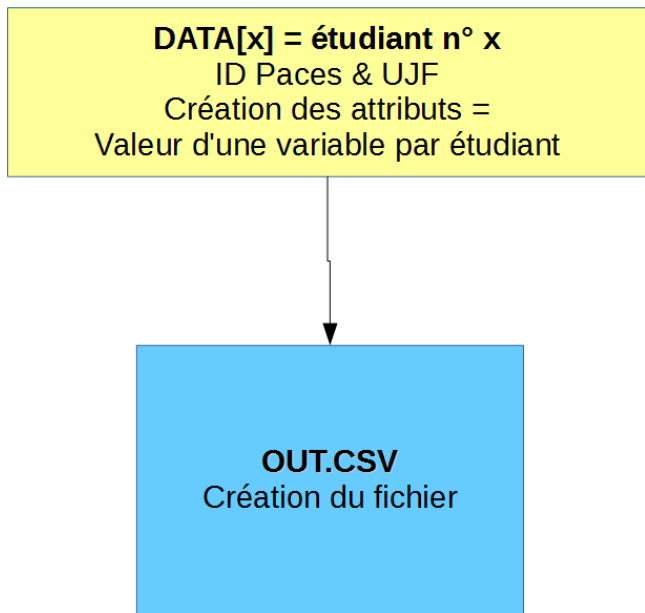 DATA[x] = étudiant n° x
ID Paces & UJF
Création des attributs =
Valeur d'une variable par étudiant
OUT.CSV
Création du fichier